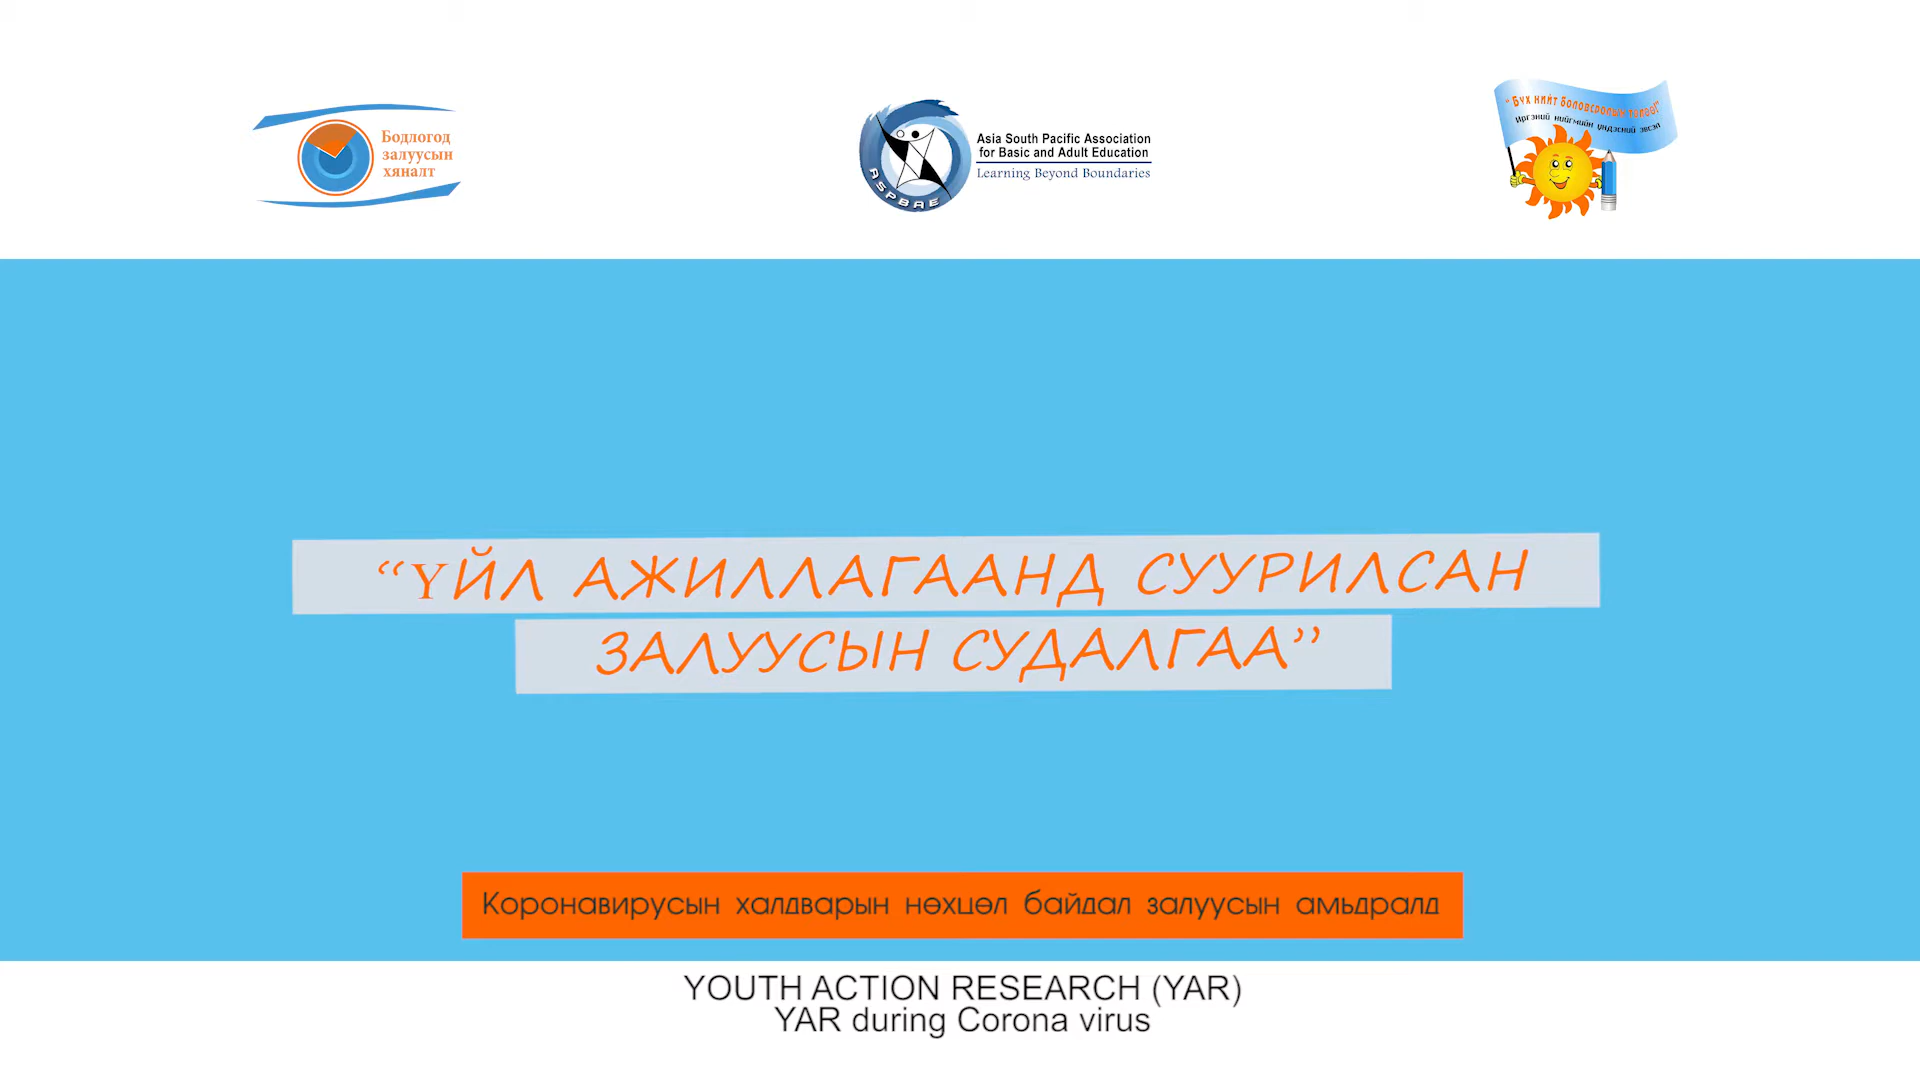 Бодлогод
залуусын
хяналт
ASPBAE
Asia South Pacific Association
for Basic and Adult Education
Learning Beyond Boundaries
"Бүх нийт боловсролын төлөө!"
Иргэний нийгмийн үндэсний эвсэл
“ҮЙЛ АЖИЛЛАГААНД СУУРИЛСАН
ЗАЛУУСЫН СУДАЛГАА”
Коронавирусын халдварын нөхцөл байдал залуусын амьдралд
YOUTH ACTION RESEARCH (YAR)
YAR during Corona virus